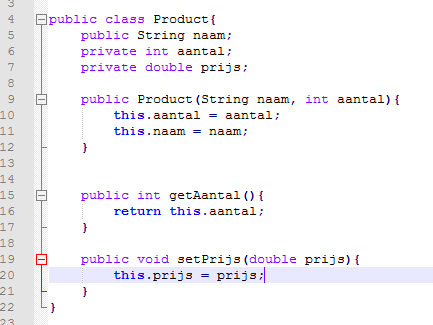 3
4 public class Product{
5 public String naam;
6 private int aantal;
7 private double prijs;
8
9 public Product(String naam, int aantal){
10 this.aantal = aantal;
11 this.naam = naam;
12 }
13
14
15 public int getAantal(){
16 return this.aantal;
17 }
18
19 public void setPrijs(double prijs){
20 this.prijs = prijs;
21 }
22 }
23